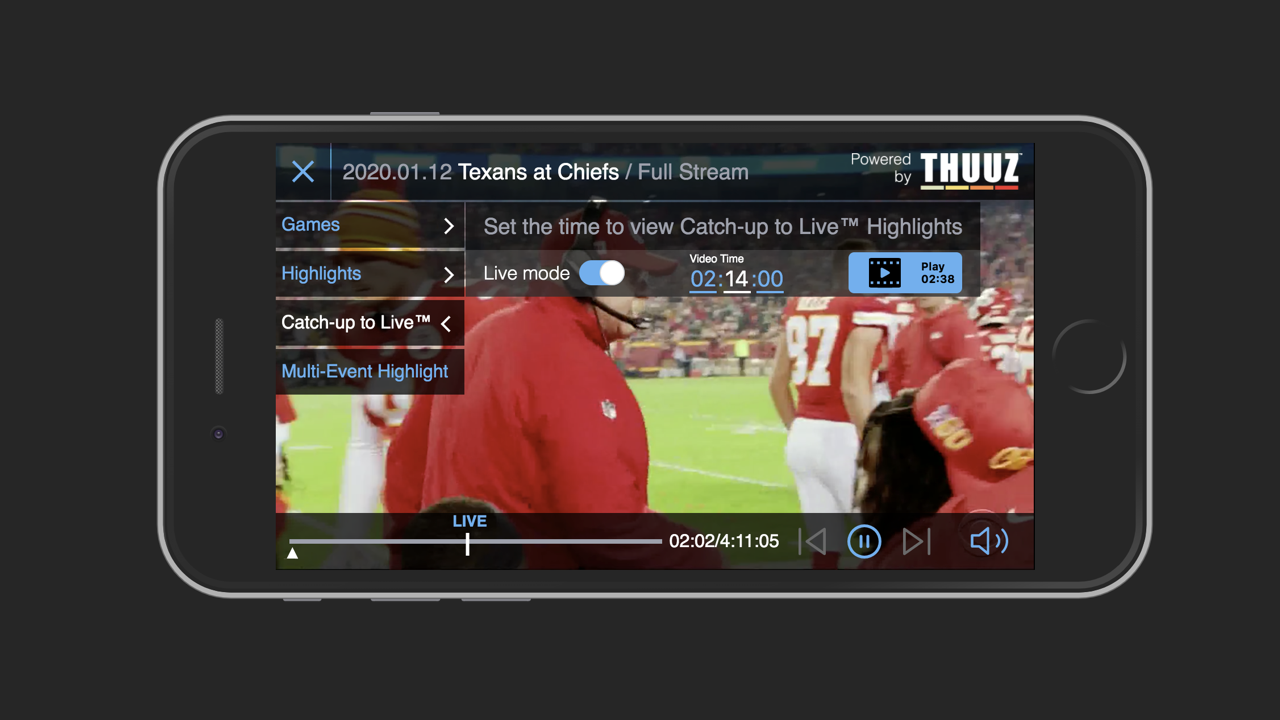 2020.01.12 Texans at Chiefs / Full Stream
Powered by THUUZ
Games
Set the time to view Catch-up to Live™ Highlights
Highlights
Live mode
Video Time
02:14:00
Play
02:38
Catch-up to Live™
Multi-Event Highlight
87
LIVE
02:02/4:11:05